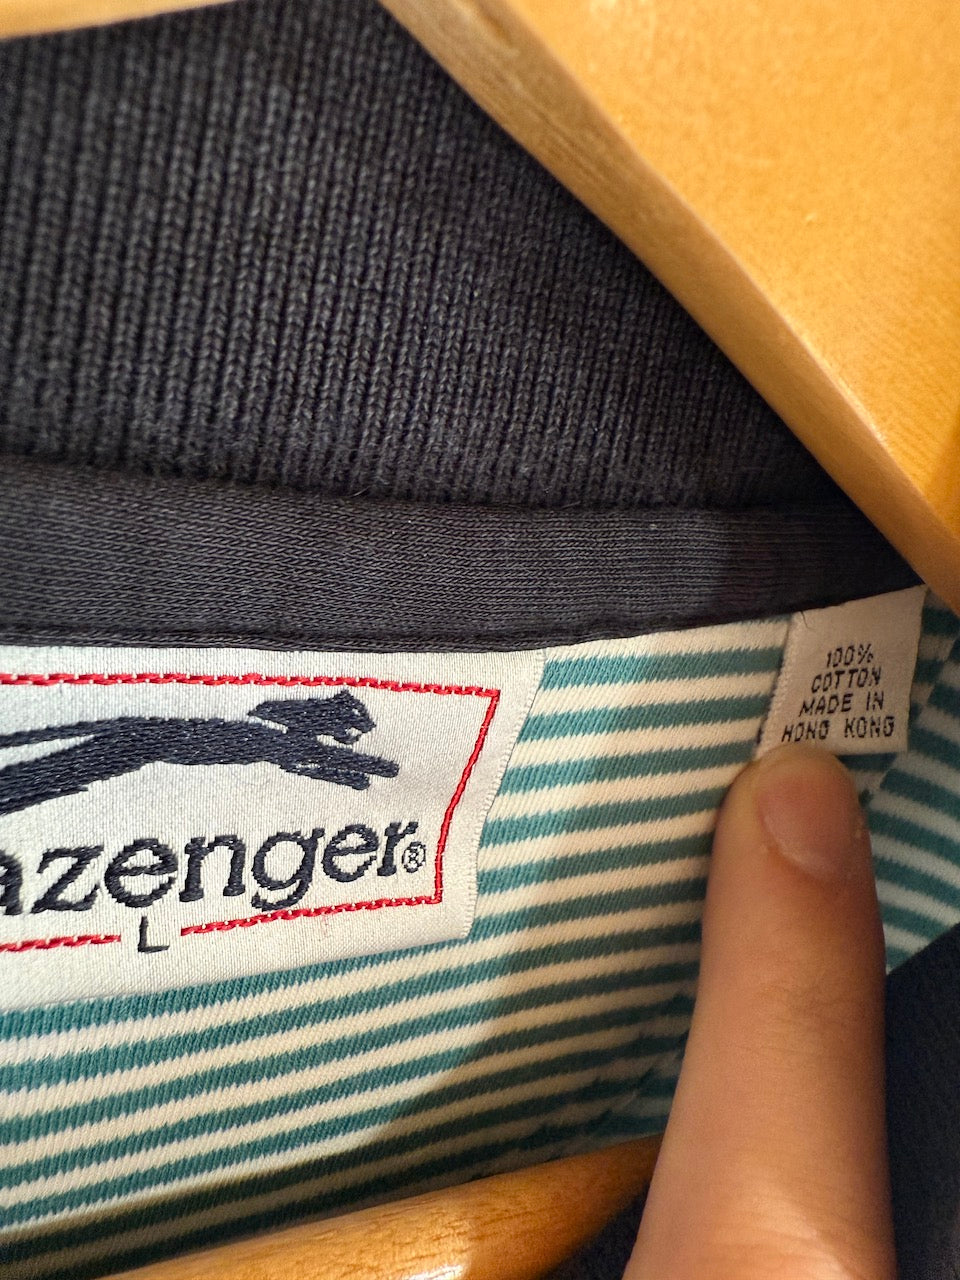 azenger®
L
100%
COTTON
MADE IN
HONG KONG